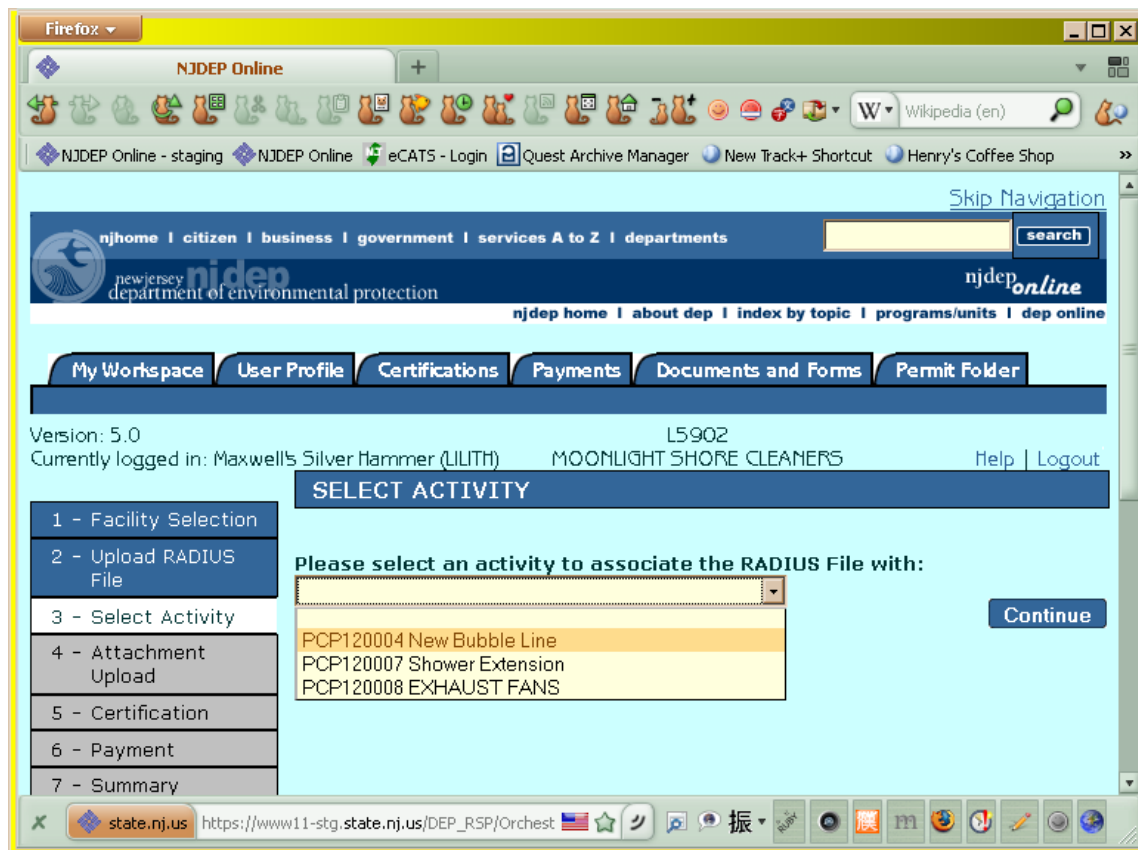 Firefox
NJDEP Online
+
W Wikipedia (en)
NJDEP Online - staging NJDEP Online eCATS - Login Quest Archive Manager New Track+ Shortcut Henry's Coffee Shop »
Skip Navigation
njhome I citizen I business I government I services A to Z I departments search
newjersey njdep
department of environmental protection
njdep online
njdep home I about dep I index by topic I programs/units I dep online
My Workspace User Profile Certifications Payments Documents and Forms Permit Folder
Version: 5.0 L5902
Currently logged in: Maxwell's Silver Hammer (LILITH) MOONLIGHT SHORE CLEANERS Help | Logout
SELECT ACTIVITY
1 - Facility Selection
2 - Upload RADIUS
File
3 - Select Activity
4 - Attachment
Upload
5 - Certification
6 - Payment
7 - Summary
Please select an activity to associate the RADIUS File with:
PCP120004 New Bubble Line
PCP120007 Shower Extension
PCP120008 EXHAUST FANS
Continue
x state.nj.us https://www11-stg.state.nj.us/DEP_RSP/Orchest ツ 振 漢 m